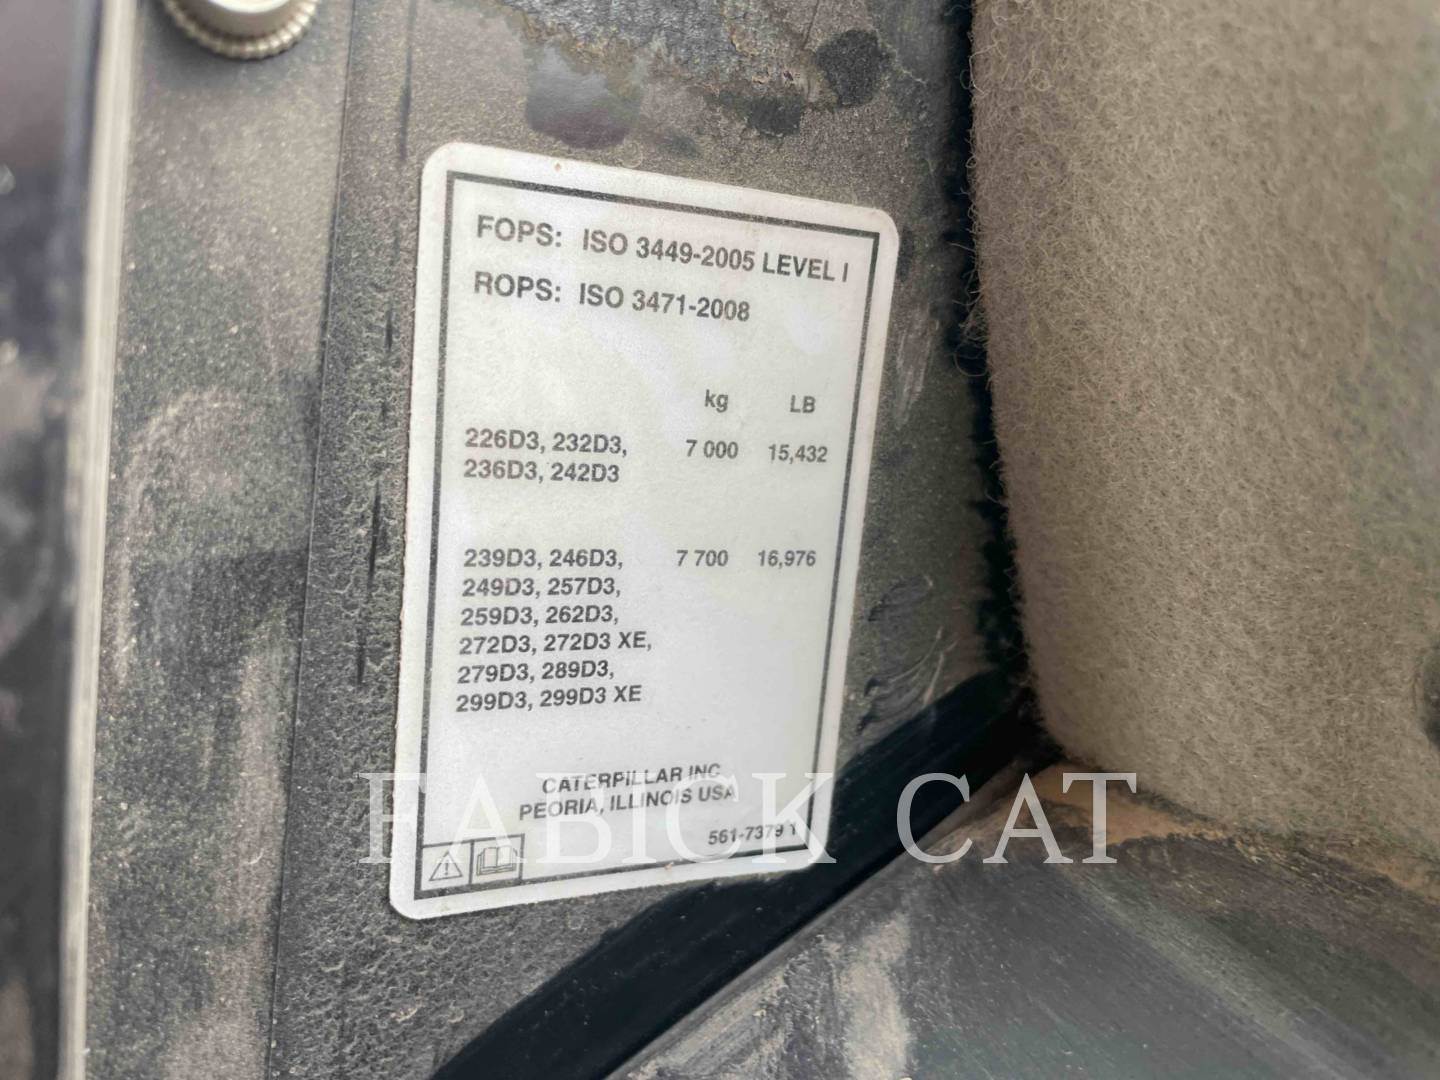 FOPS: ISO 3449-2005 LEVEL I
ROPS: ISO 3471-2008
kg LB
226D3, 232D3, 7 000 15,432
236D3, 242D3
239D3, 246D3, 7 700 16,976
249D3, 257D3,
259D3, 262D3,
272D3, 272D3 XE,
279D3, 289D3,
299D3, 299D3 XE
CATERPILLAR INC
PEORIA, ILLINOIS USA
561-7379 1
FABICK CAT